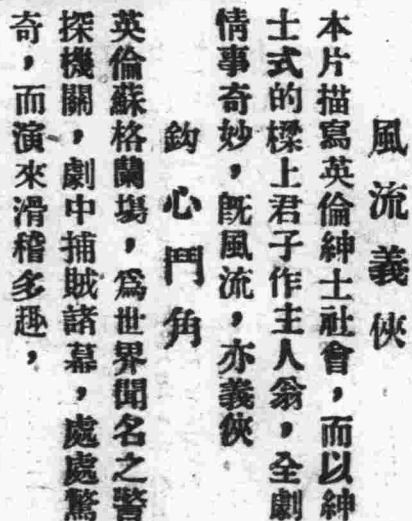 風流義俠
本片描寫英倫紳士社會，而以紳
士式的樑上君子作主人翁，全劇
情事奇妙，既風流，亦義俠
鈎心鬥角
英倫蘇格蘭場，爲世界聞名之警
探機關，劇中捕賊諸幕，處處驚
奇，而演來滑稽多趣，